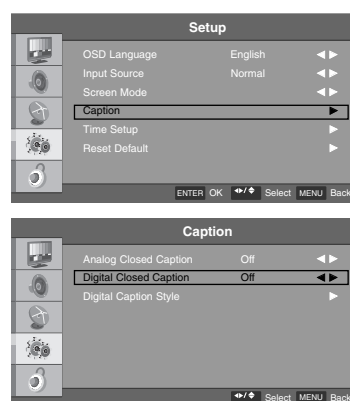 Setup
OSD Language English
Input Source Normal
Screen Mode
Caption
Time Setup
Reset Default
ENTER OK Select MENU Back
Caption
Analog Closed Caption Off
Digital Closed Caption Off
Digital Caption Style
Select MENU Back